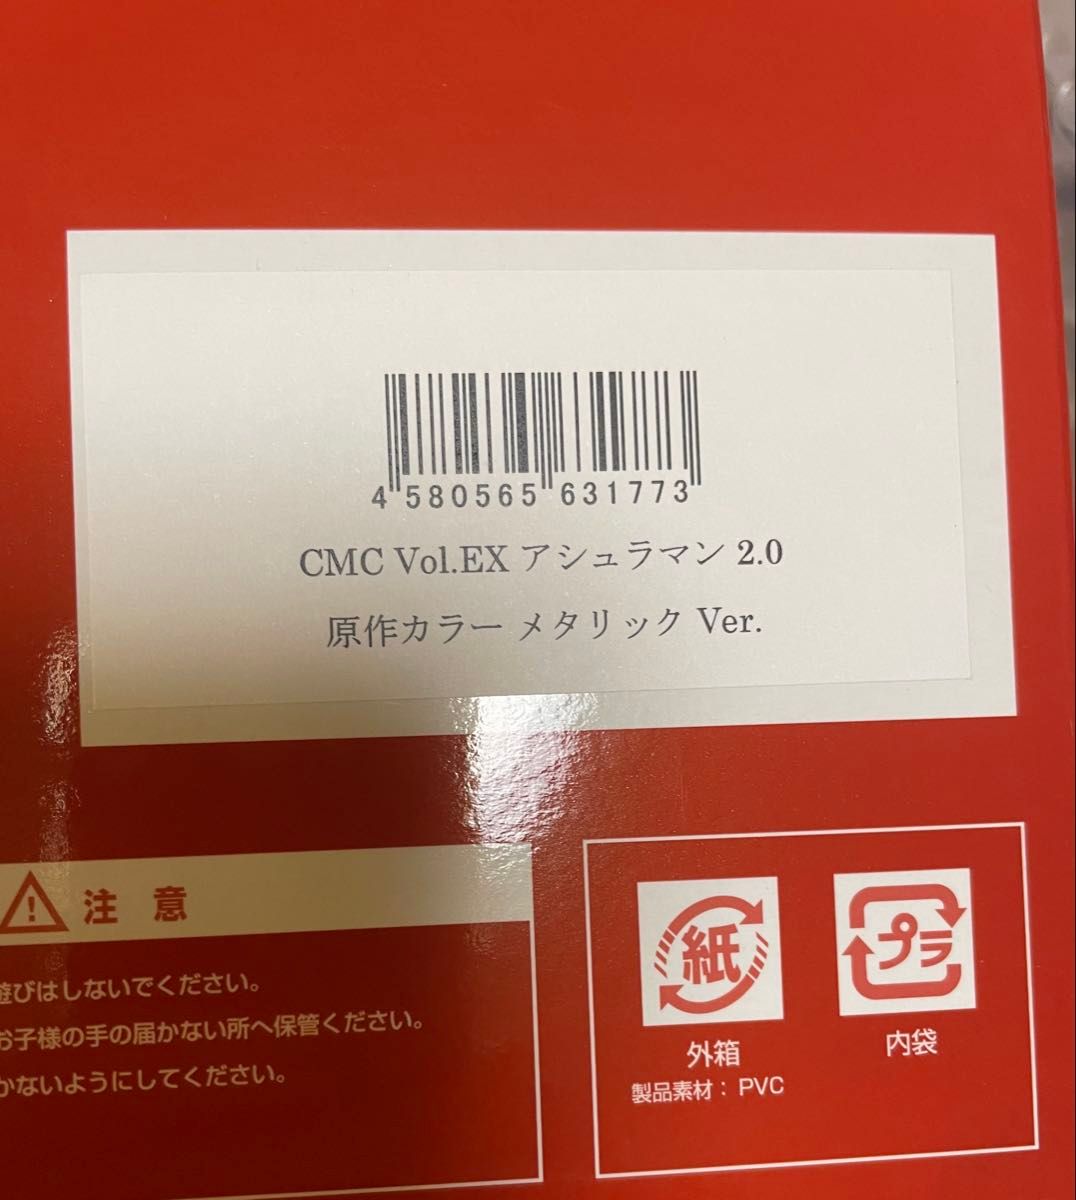 4 580565 631773
CMC Vol.EX アシュラマン 2.0
原作カラー メタリック Ver.
注 意
遊びはしないでください。
お子様の手の届かない所へ保管ください。
かないようにしてください。
紙
プラ
外箱
内袋
製品素材：PVC